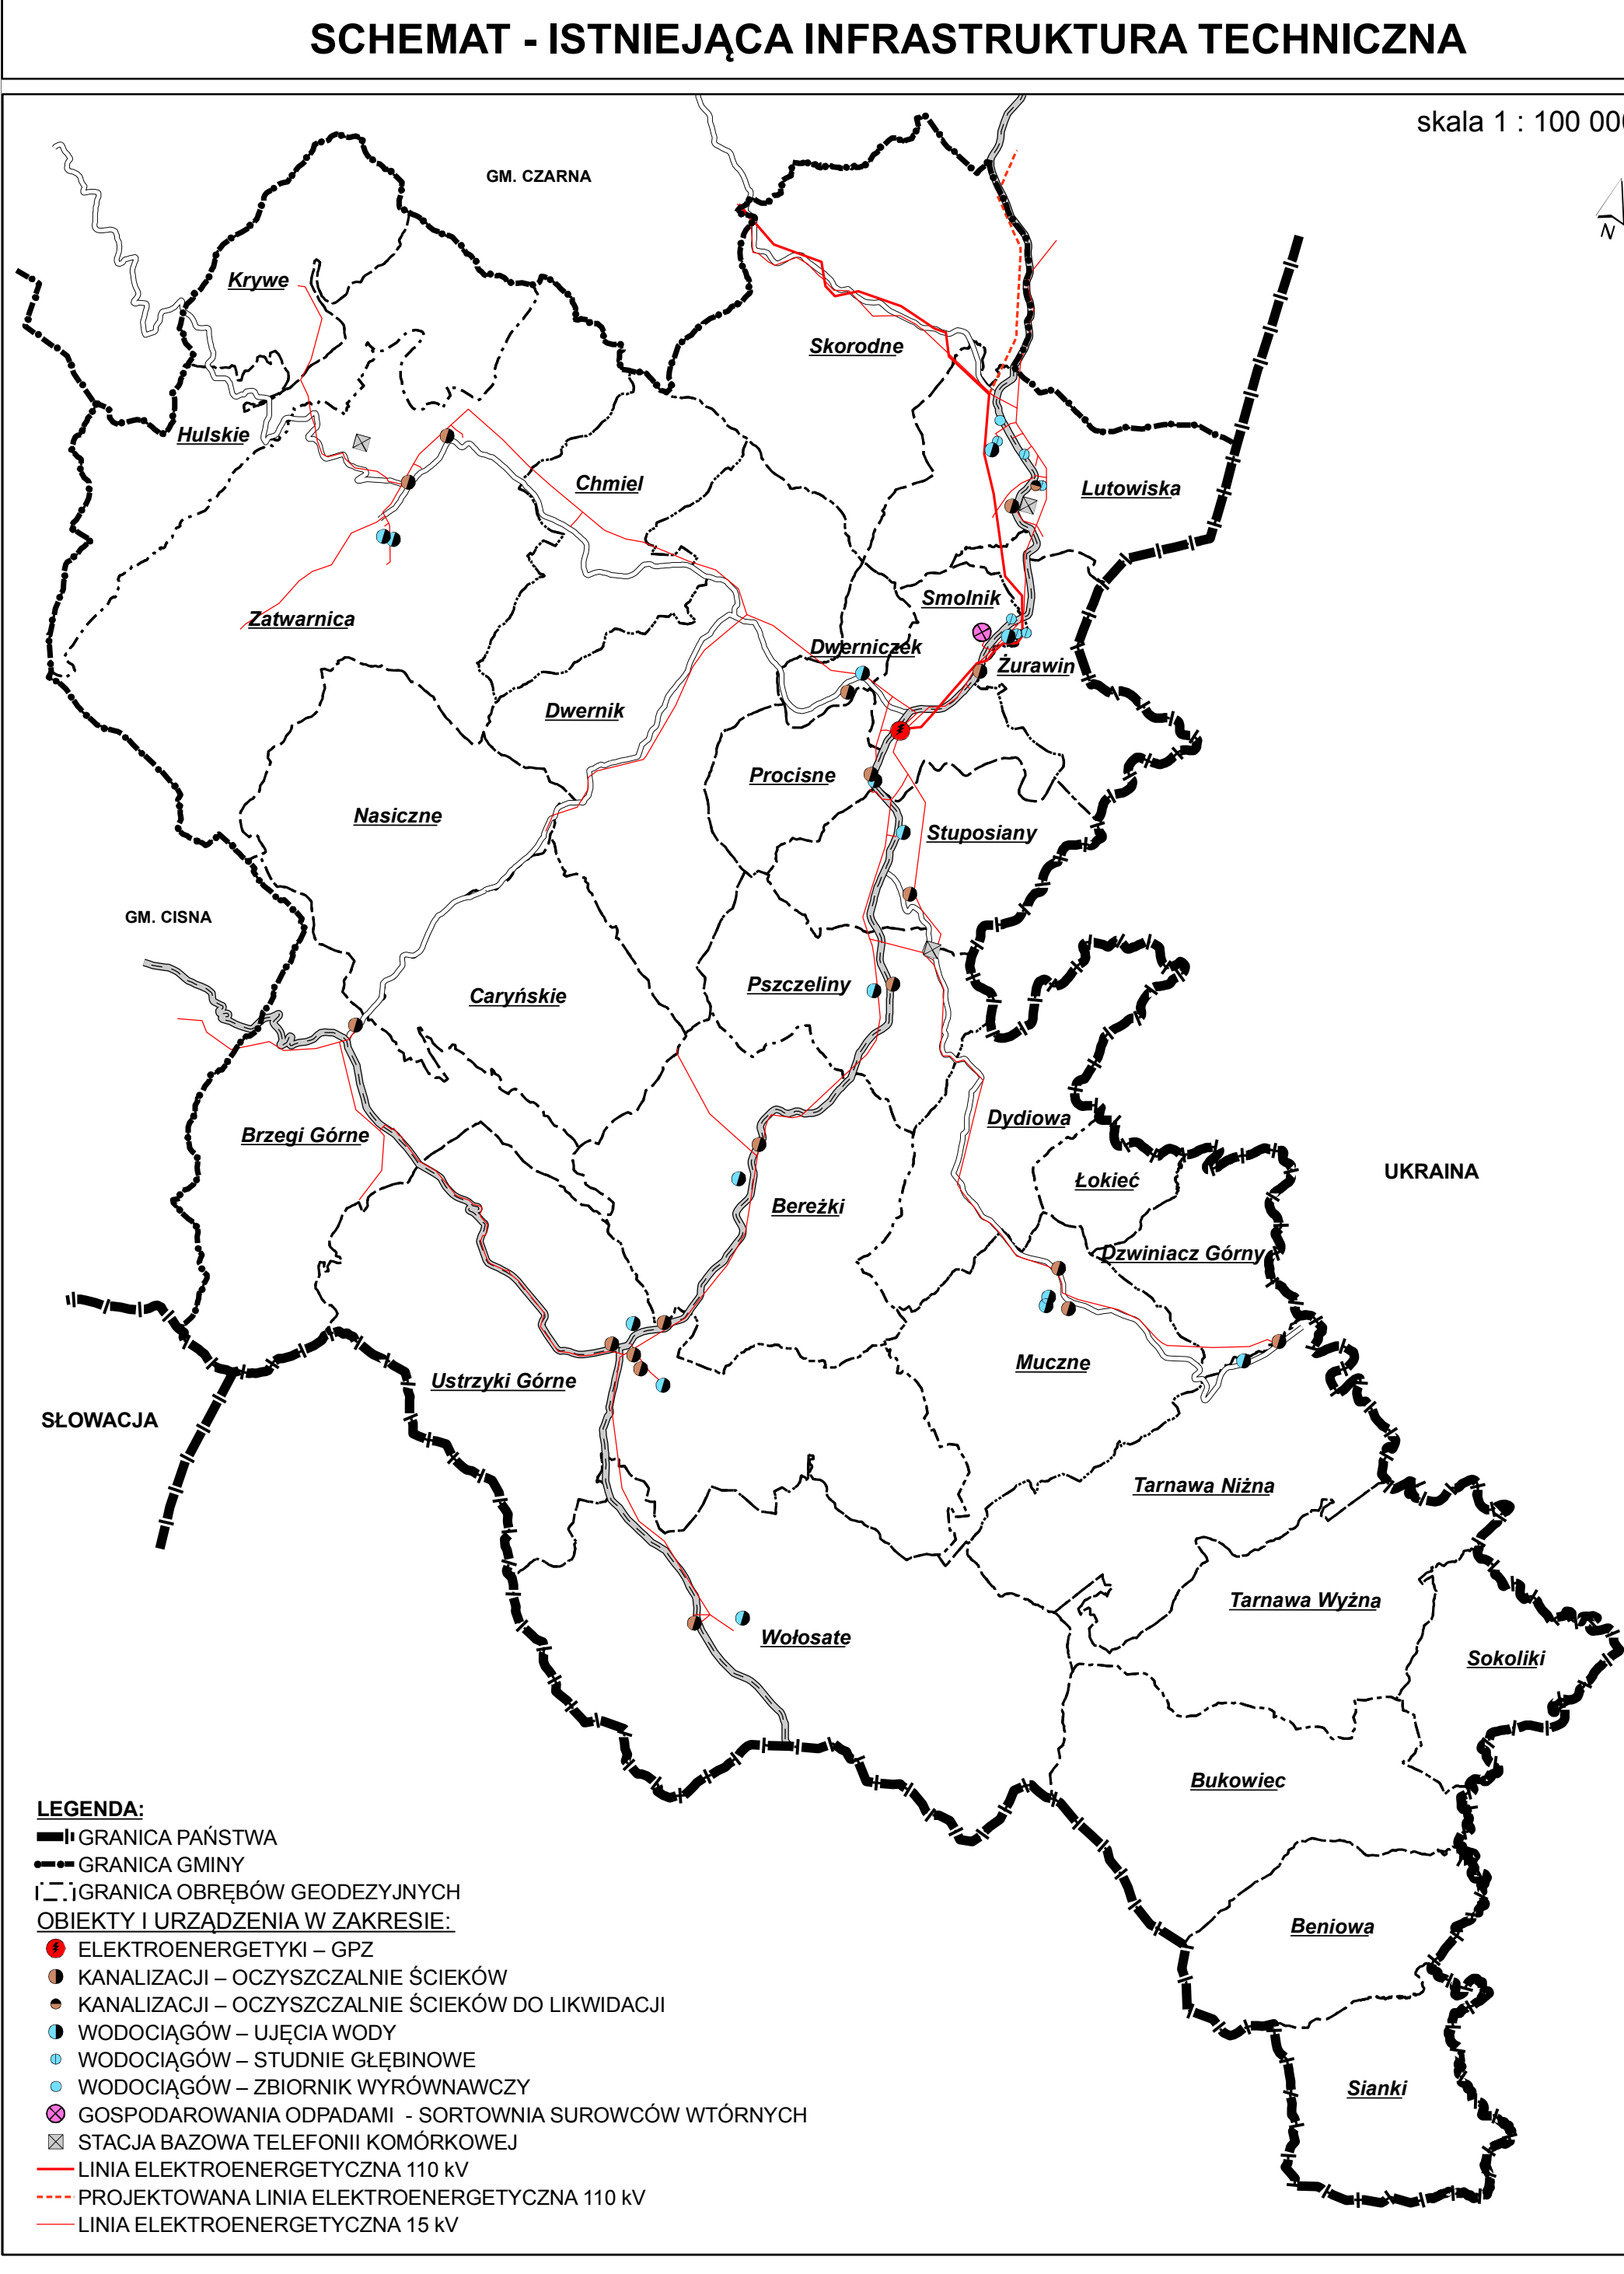 SCHEMAT - ISTNIEJĄCA INFRASTRUKTURA TECHNICZNA
skala 1 : 100 000
GM. CZARNA
N
Krywe
Skorodne
Hulskie
Chmiel
Lutowiska
Smolnik
Zatwarnica
Dwerniczek
Żurawin
Dwernik
Procisne
Nasiczne
Stuposiany
GM. CISNA
Pszczeliny
Caryńskie
Dydiowa
Brzegi Górne
UKRAINA
Łokieć
Bereżki
Dzwiniacz Górny
Muczne
Ustrzyki Górne
SŁOWACJA
Tarnawa Niżna
Tarnawa Wyżna
Wołosate
Sokoliki
Bukowiec
LEGENDA:
GRANICA PAŃSTWA
GRANICA GMINY
GRANICA OBRĘBÓW GEODEZYJNYCH
OBIEKTY I URZĄDZENIA W ZAKRESIE:
Beniowa
ELEKTROENERGETYKI – GPZ
KANALIZACJI – OCZYSZCZALNIE ŚCIEKÓW
KANALIZACJI – OCZYSZCZALNIE ŚCIEKÓW DO LIKWIDACJI
WODOCIĄGÓW – UJĘCIA WODY
WODOCIĄGÓW – STUDNIE GŁĘBINOWE
WODOCIĄGÓW – ZBIORNIK WYRÓWNAWCZY
Sianki
GOSPODAROWANIA ODPADAMI - SORTOWNIA SUROWCÓW WTÓRNYCH
STACJA BAZOWA TELEFONII KOMÓRKOWEJ
LINIA ELEKTROENERGETYCZNA 110 kV
PROJEKTOWANA LINIA ELEKTROENERGETYCZNA 110 kV
LINIA ELEKTROENERGETYCZNA 15 kV